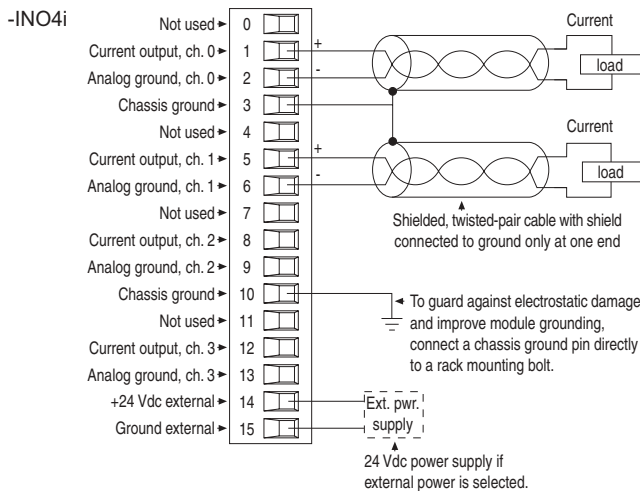 -INO4i
Not used 0
Current output, ch. 0 1 +
Analog ground, ch. 0 2 -
Chassis ground 3
Not used 4
Current output, ch. 1 5 +
Analog ground, ch. 1 6 -
Not used 7
Current output, ch. 2 8
Analog ground, ch. 2 9
Chassis ground 10
Not used 11
Current output, ch. 3 12
Analog ground, ch. 3 13
+24 Vdc external 14
Ground external 15
Current
load
Current
load
Shielded, twisted-pair cable with shield
connected to ground only at one end
To guard against electrostatic damage
and improve module grounding,
connect a chassis ground pin directly
to a rack mounting bolt.
Ext. pwr.
supply
24 Vdc power supply if
external power is selected.